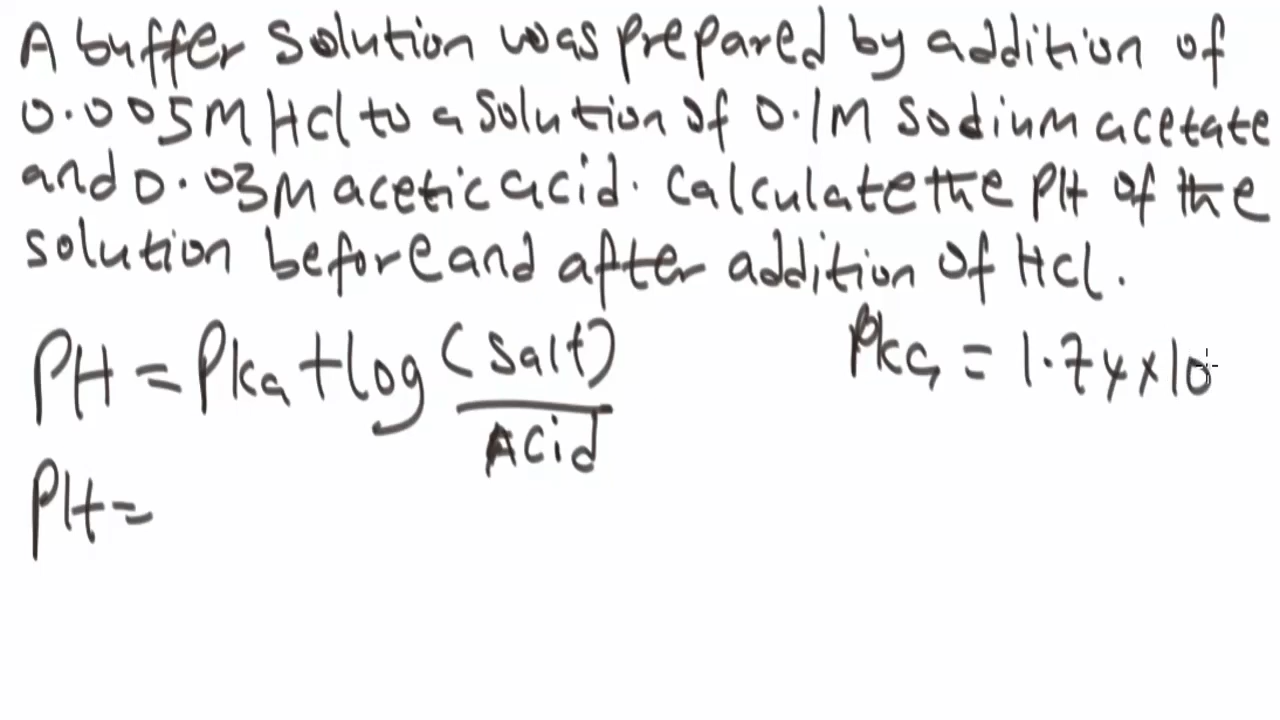 A buffer solution was prepared by addition of
0.005M HCl to a solution of 0.1M sodium acetate
and 0.03M acetic acid. Calculate the PH of the
solution before and after addition of HCl.
PH = Pka + log (Salt) / Acid
Pka = 1.74 x 10
PH =